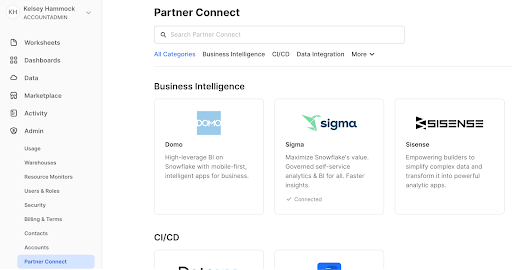 KH
Kelsey Hammock
ACCOUNTADMIN
Worksheets
Dashboards
Data
Marketplace
Activity
Admin
Usage
Warehouses
Resource Monitors
Users & Roles
Security
Billing & Terms
Contacts
Accounts
Partner Connect
Partner Connect
Search Partner Connect
All Categories Business Intelligence CI/CD Data Integration More
Business Intelligence
DOMO
Domo
High-leverage BI on
Snowflake with mobile-first,
intelligent apps for business.
sigma
Sigma
Maximize Snowflake's value.
Governed self-service
analytics & BI for all. Faster
insights.
Connected
SISENSE
Sisense
Empowering builders to
simplify complex data and
transform it into powerful
analytic apps.
CI/CD